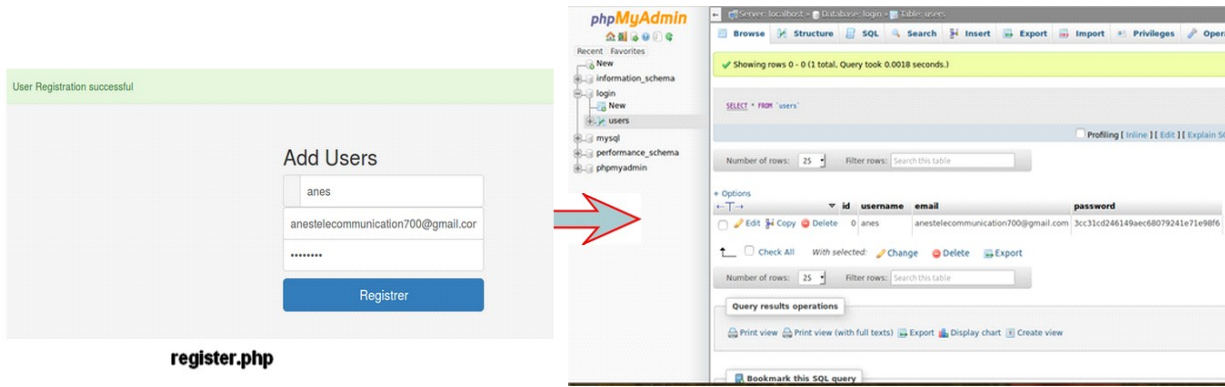 User Registration successful
Add Users
anes
anestelecommunication700@gmail.cor
••••••••
Registrer
register.php
phpMyAdmin
Recent Favorites
New
information_schema
login
New
users
mysql
performance_schema
phpmyadmin
Server: localhost » Database: login » Table: users
Browse Structure SQL Search Insert Export Import Privileges Oper
Showing rows 0 - 0 (1 total, Query took 0.0018 seconds.)
SELECT * FROM `users`
Profiling [ Inline ] [ Edit ] [ Explain SQ
Number of rows: 25 Filter rows: Search this table
+ Options
←T→ id username email password
Edit Copy Delete 0 anes anestelecommunication700@gmail.com 3cc31cd246149aec68079241e71e98f6
Check All With selected: Change Delete Export
Number of rows: 25 Filter rows: Search this table
Query results operations
Print view Print view (with full texts) Export Display chart Create view
Bookmark this SQL query